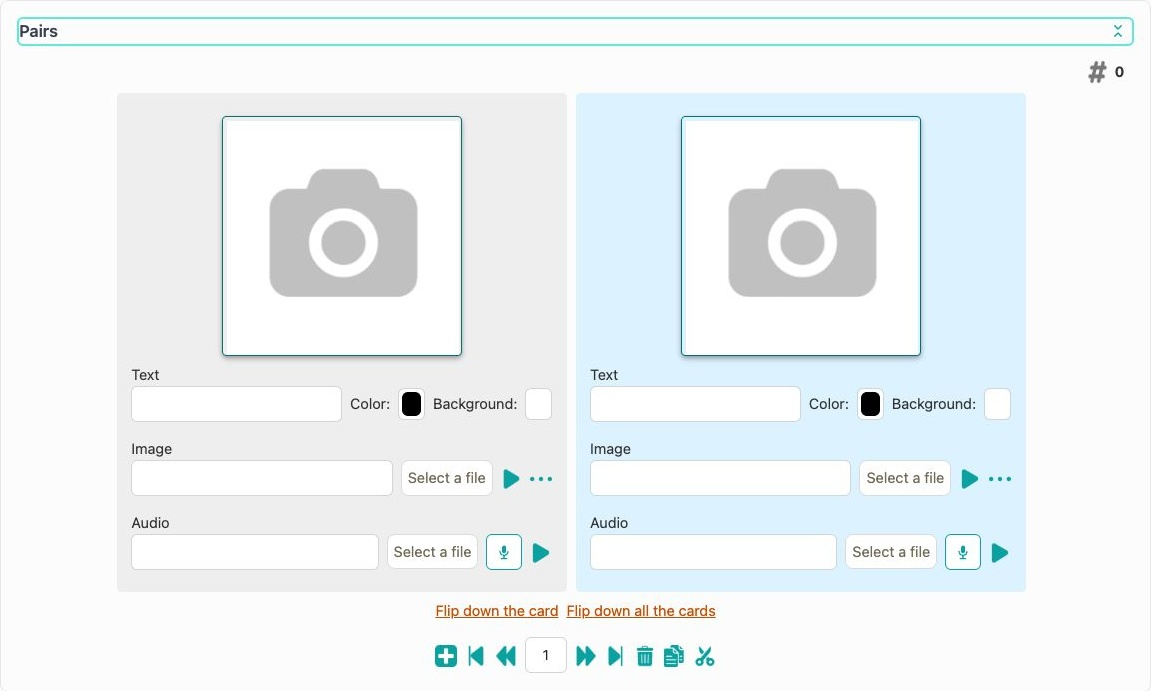 Pairs
# 0
Text Text
Color: Background: Color: Background:
Image Image
Select a file Select a file
Audio Audio
Select a file Select a file
Flip down the card Flip down all the cards
1